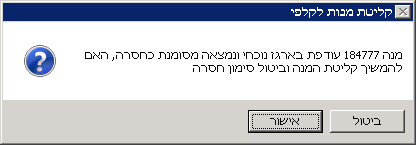 קליטת מנות לקלפי
מנה 184777 עודפת בארגז נוכחי ונמצאה מסומנת כחסרה, האם
להמשיך קליטת המנה וביטול סימון חסרה
אישור
ביטול